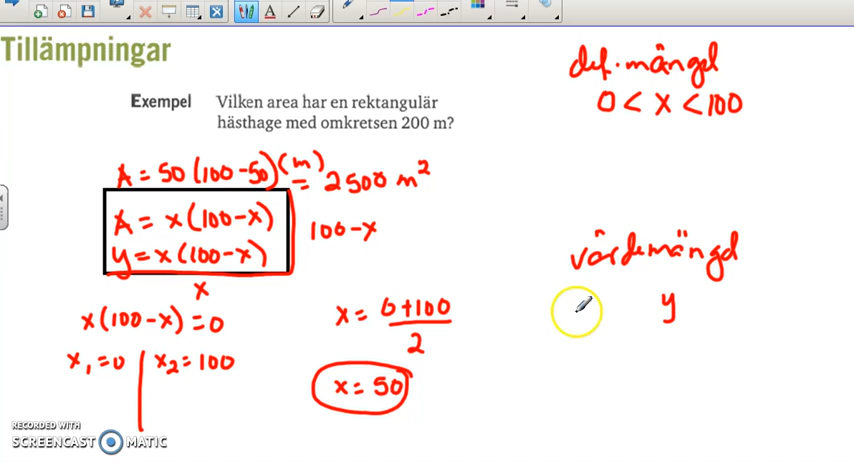 Tillämpningar
Exempel Vilken area har en rektangulär
hästhage med omkretsen 200 m?
A = 50(100-50) (m)
= 2500 m²
A = x(100-x)
y = x(100-x)
100-x
x
x(100-x) = 0
x₁ = 0 | x₂ = 100
x = 0+100
2
x = 50
def. mängd
0 < x < 100
värdemängd
y
RECORDED WITH
SCREENCAST MATIC